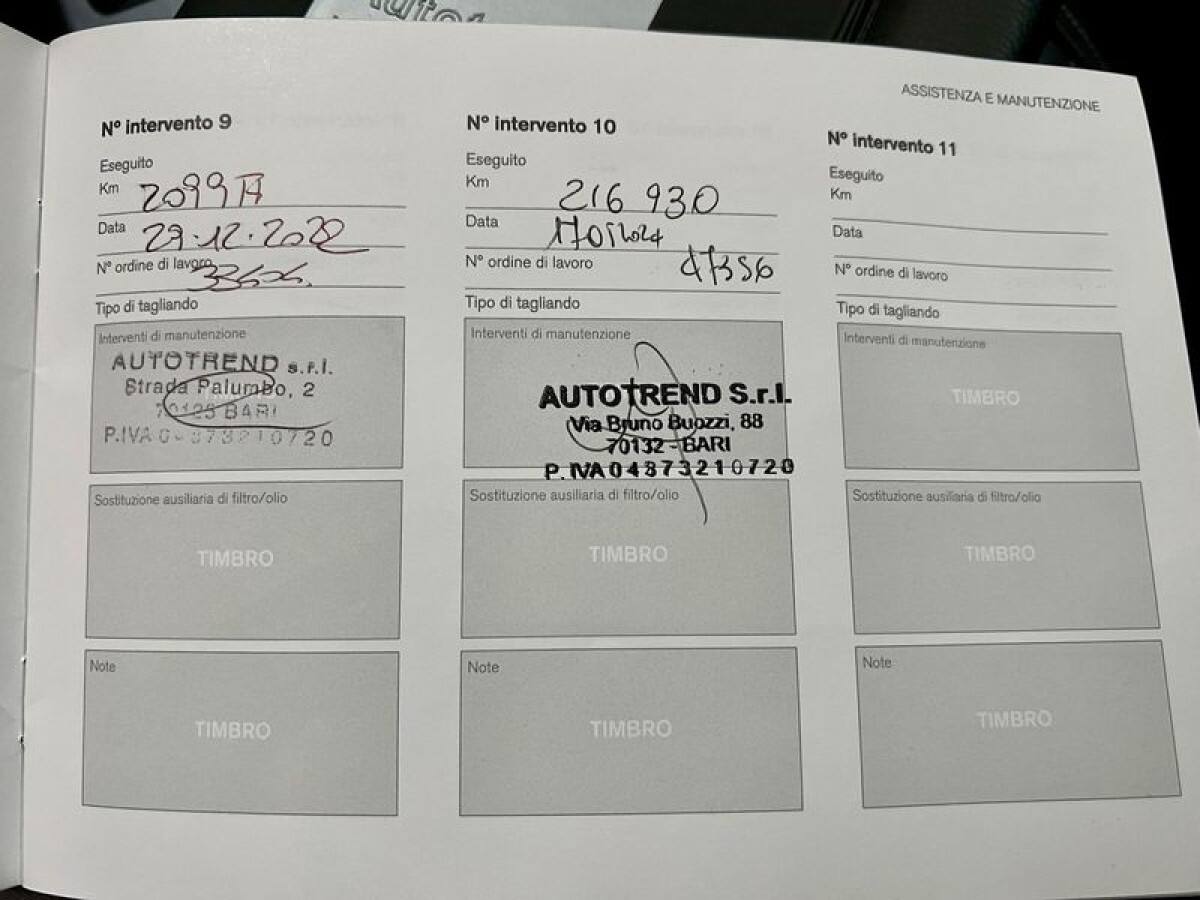 ASSISTENZA E MANUTENZIONE
N° intervento 9
Eseguito
Km
Data 29.12.2022
N° ordine di lavoro
Tipo di tagliando
Interventi di manutenzione
AUTOTREND s.r.l.
Strada Palumbo, 2
70125 BARI
P.IVA 04873210720
Sostituzione ausiliaria di filtro/olio
TIMBRO
Note
TIMBRO
N° intervento 10
Eseguito
Km 216 930
Data
N° ordine di lavoro 47356
Tipo di tagliando
Interventi di manutenzione
AUTOTREND S.r.l.
Via Bruno Buozzi, 88
70132 - BARI
P. IVA 04873210720
Sostituzione ausiliaria di filtro/olio
TIMBRO
Note
TIMBRO
N° intervento 11
Eseguito
Km
Data
N° ordine di lavoro
Tipo di tagliando
Interventi di manutenzione
TIMBRO
Sostituzione ausiliaria di filtro/olio
TIMBRO
Note
TIMBRO